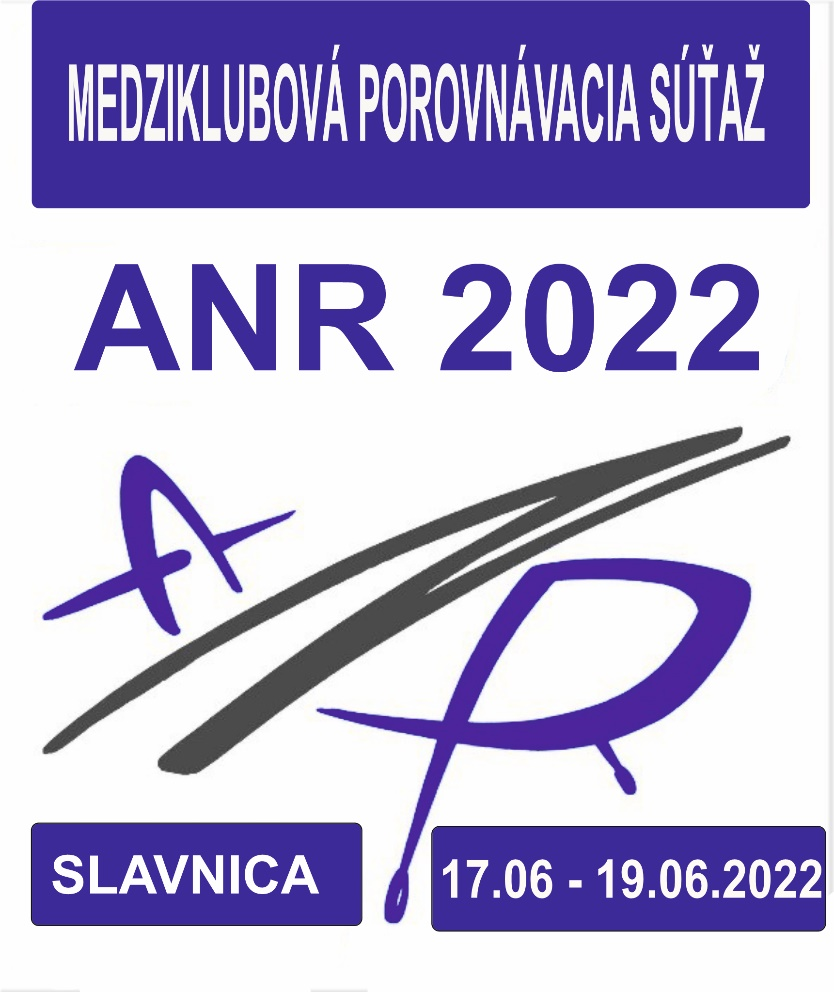 MEDZIKLUBOVÁ POROVNÁVACIA SÚŤAŽ
ANR 2022
SLAVNICA
17.06 - 19.06.2022